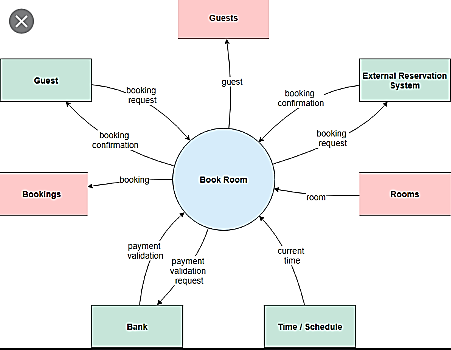 Guests
Guest
External Reservation
System
guest
booking
request
booking
confirmation
booking
confirmation
booking
request
Book Room
Bookings
booking
room
Rooms
payment
validation
payment
validation
request
current
time
Bank
Time / Schedule